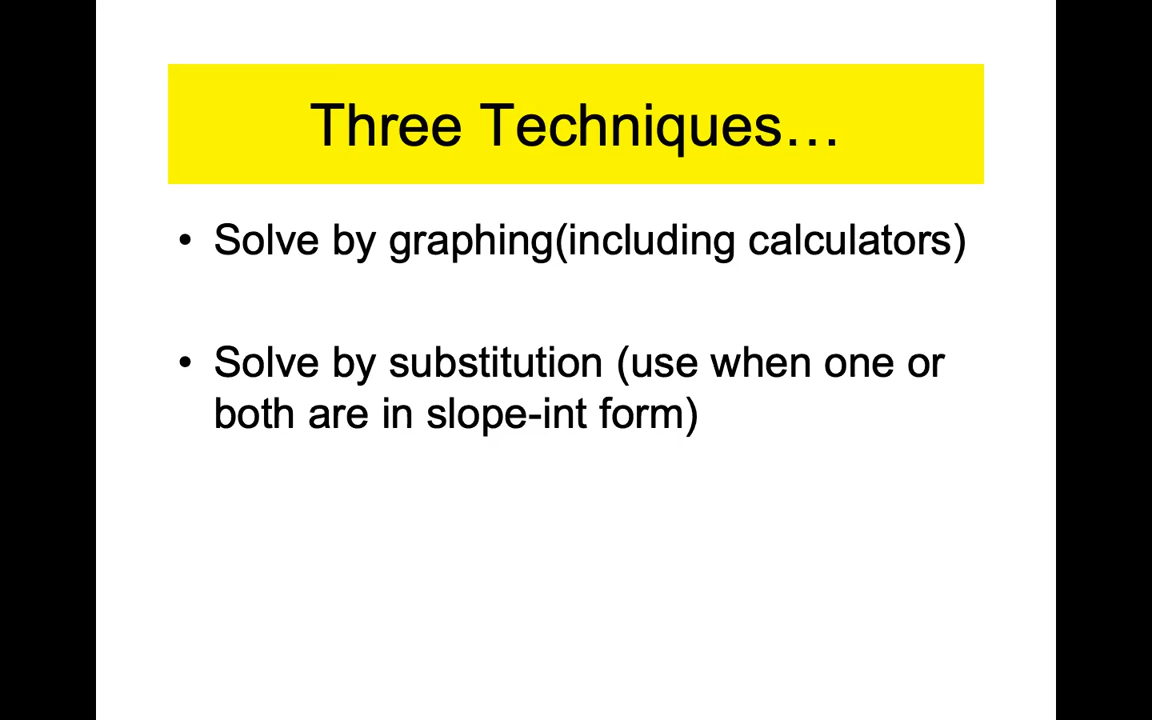 Three Techniques…
• Solve by graphing(including calculators)
• Solve by substitution (use when one or
both are in slope-int form)